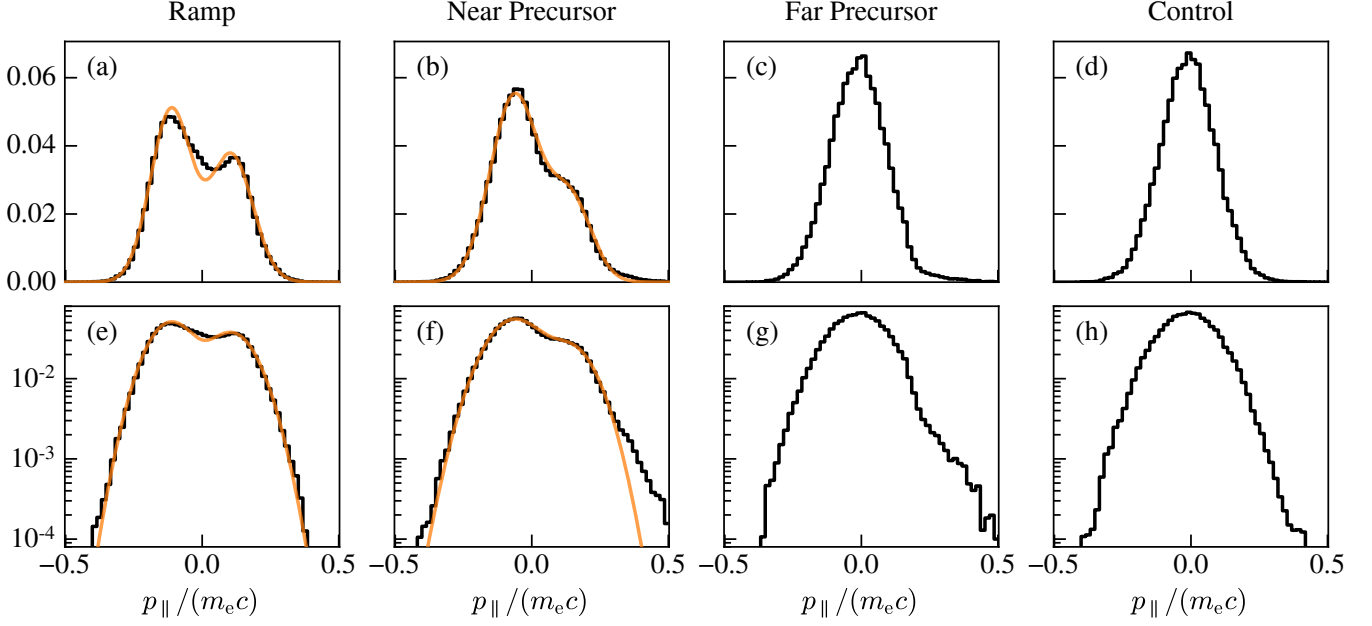 Ramp Near Precursor Far Precursor Control
(a) (b) (c) (d)
0.06
0.04
0.02
0.00
−0.5 0.0 0.5 −0.5 0.0 0.5 −0.5 0.0 0.5 −0.5 0.0 0.5
(e) (f) (g) (h)
10⁻²
10⁻³
10⁻⁴
p∥/(mₑc) p∥/(mₑc) p∥/(mₑc) p∥/(mₑc)